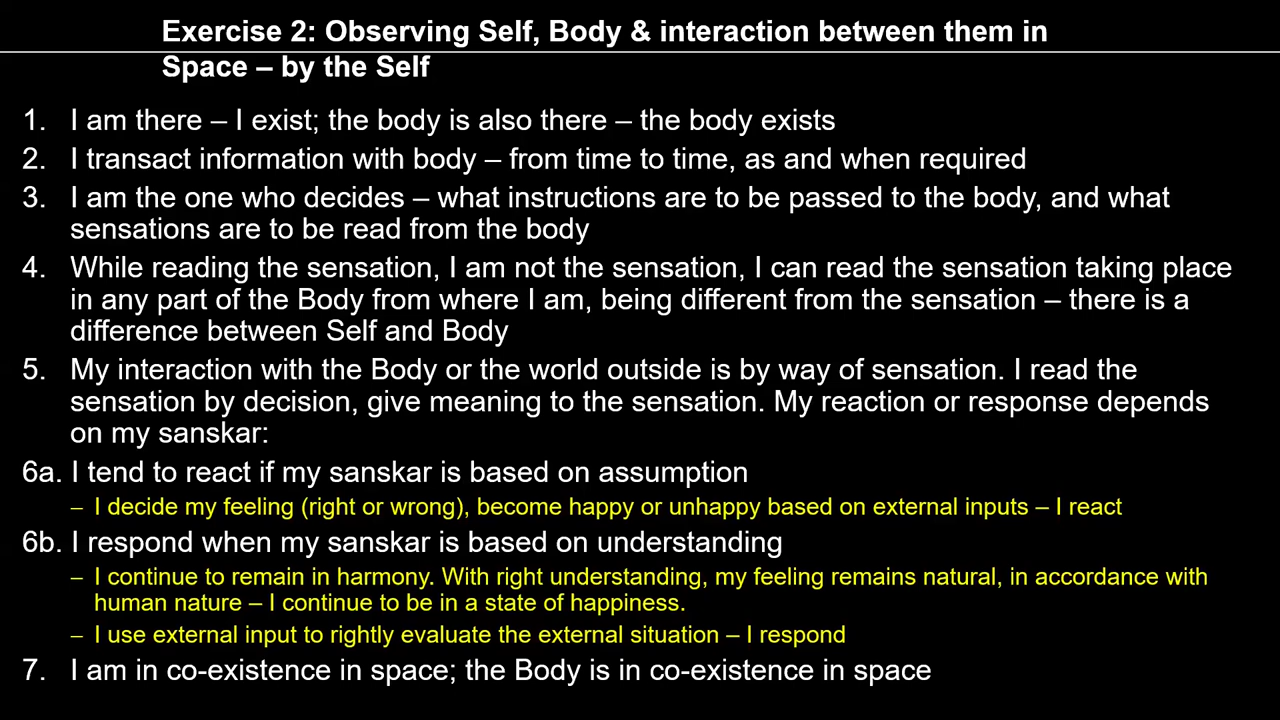 Exercise 2: Observing Self, Body & interaction between them in
Space – by the Self
1. I am there – I exist; the body is also there – the body exists
2. I transact information with body – from time to time, as and when required
3. I am the one who decides – what instructions are to be passed to the body, and what
sensations are to be read from the body
4. While reading the sensation, I am not the sensation, I can read the sensation taking place
in any part of the Body from where I am, being different from the sensation – there is a
difference between Self and Body
5. My interaction with the Body or the world outside is by way of sensation. I read the
sensation by decision, give meaning to the sensation. My reaction or response depends
on my sanskar:
6a. I tend to react if my sanskar is based on assumption
– I decide my feeling (right or wrong), become happy or unhappy based on external inputs – I react
6b. I respond when my sanskar is based on understanding
– I continue to remain in harmony. With right understanding, my feeling remains natural, in accordance with
human nature – I continue to be in a state of happiness.
– I use external input to rightly evaluate the external situation – I respond
7. I am in co-existence in space; the Body is in co-existence in space